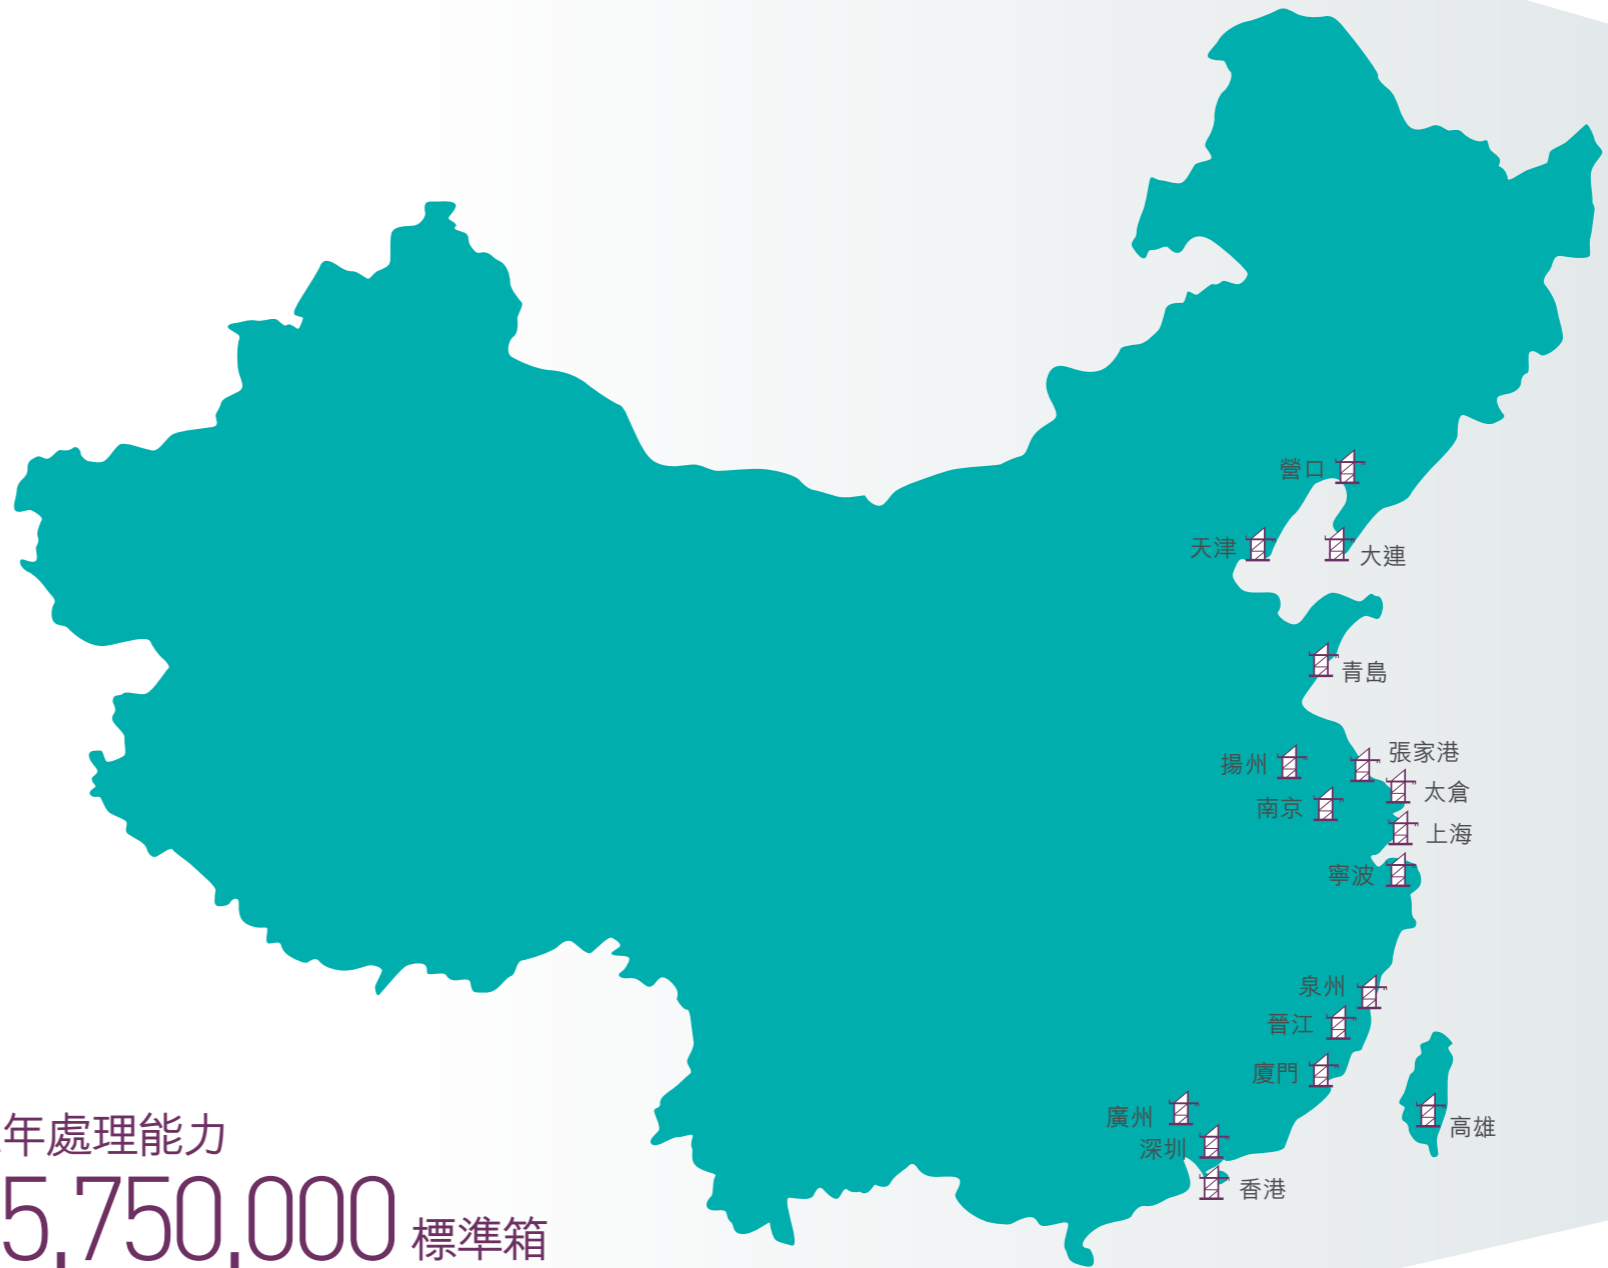 營口
天津
大連
青島
張家港
揚州
太倉
南京
上海
寧波
泉州
晉江
廈門
廣州
高雄
深圳
香港
年處理能力
5,750,000 標準箱